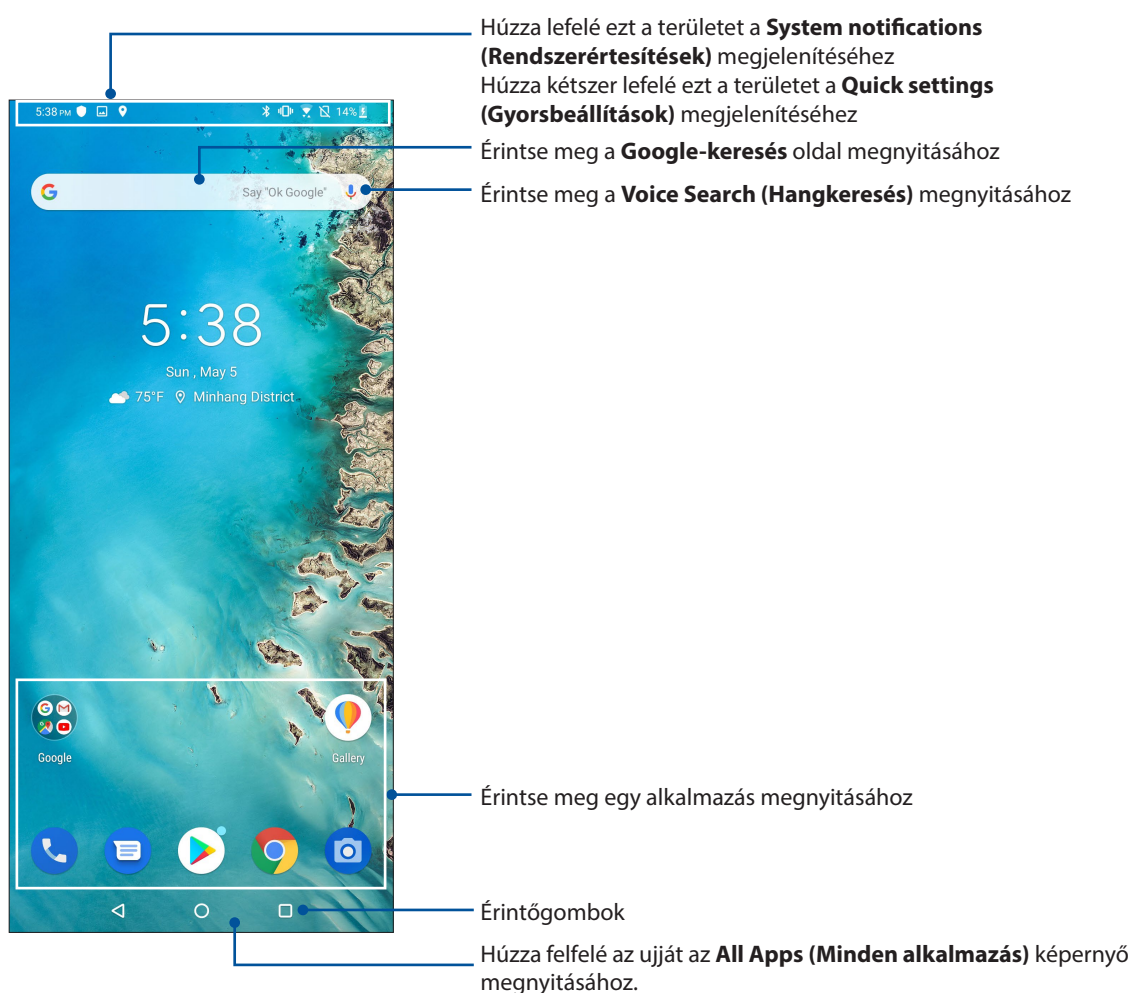 Húzza lefelé ezt a területet a System notifications
(Rendszerértesítések) megjelenítéséhez
Húzza kétszer lefelé ezt a területet a Quick settings
(Gyorsbeállítások) megjelenítéséhez
5:38 PM
14%
Érintse meg a Google-keresés oldal megnyitásához
G
Say "Ok Google"
Érintse meg a Voice Search (Hangkeresés) megnyitásához
5:38
Sun , May 5
75°F Minhang District
Google
Gallery
Érintse meg egy alkalmazás megnyitásához
Érintőgombok
Húzza felfelé az ujját az All Apps (Minden alkalmazás) képernyő
megnyitásához.